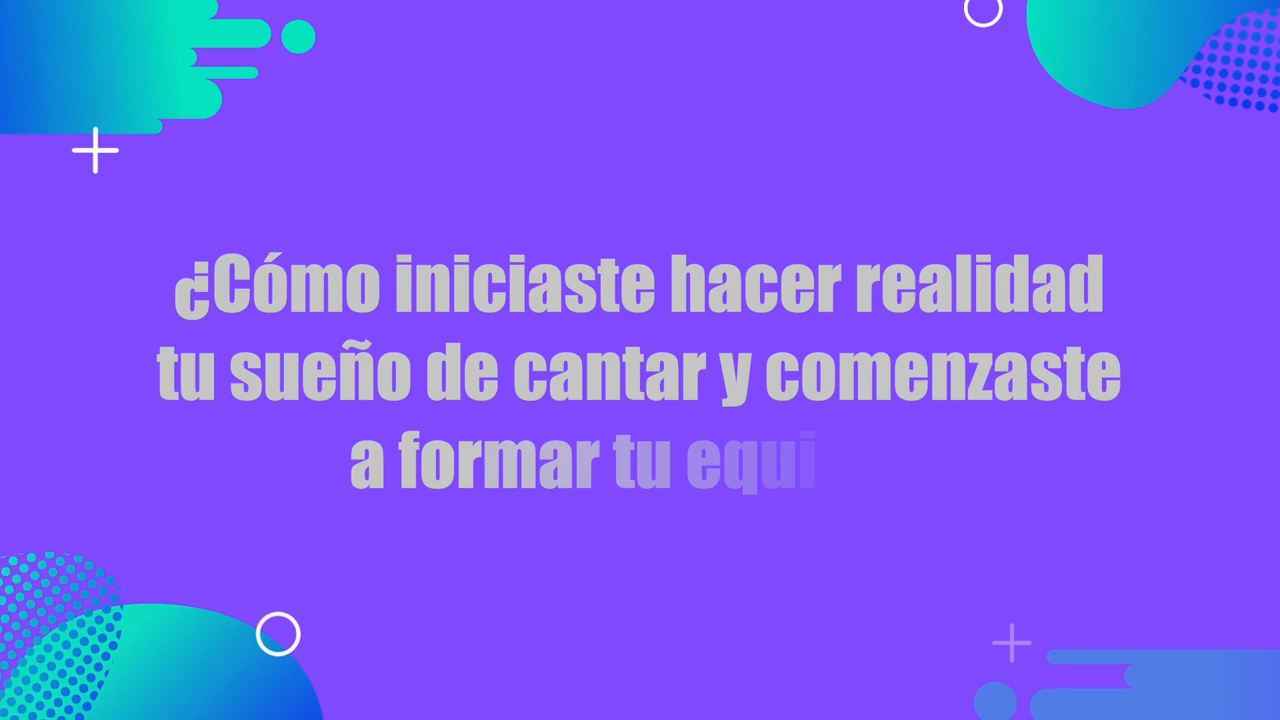 ¿Cómo iniciaste hacer realidad
tu sueño de cantar y comenzaste
a formar tu equi